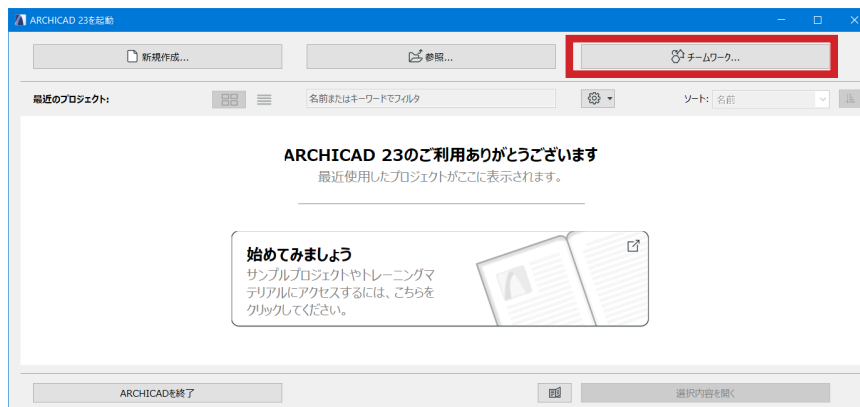 ARCHICAD 23を起動
新規作成...
参照...
チームワーク...
最近のプロジェクト:
名前またはキーワードでフィルタ
ソート:
名前
ARCHICAD 23のご利用ありがとうございます
最近使用したプロジェクトがここに表示されます。
始めてみましょう
サンプルプロジェクトやトレーニングマ
テリアルにアクセスするには、こちらを
クリックしてください。
ARCHICADを終了
選択内容を開く